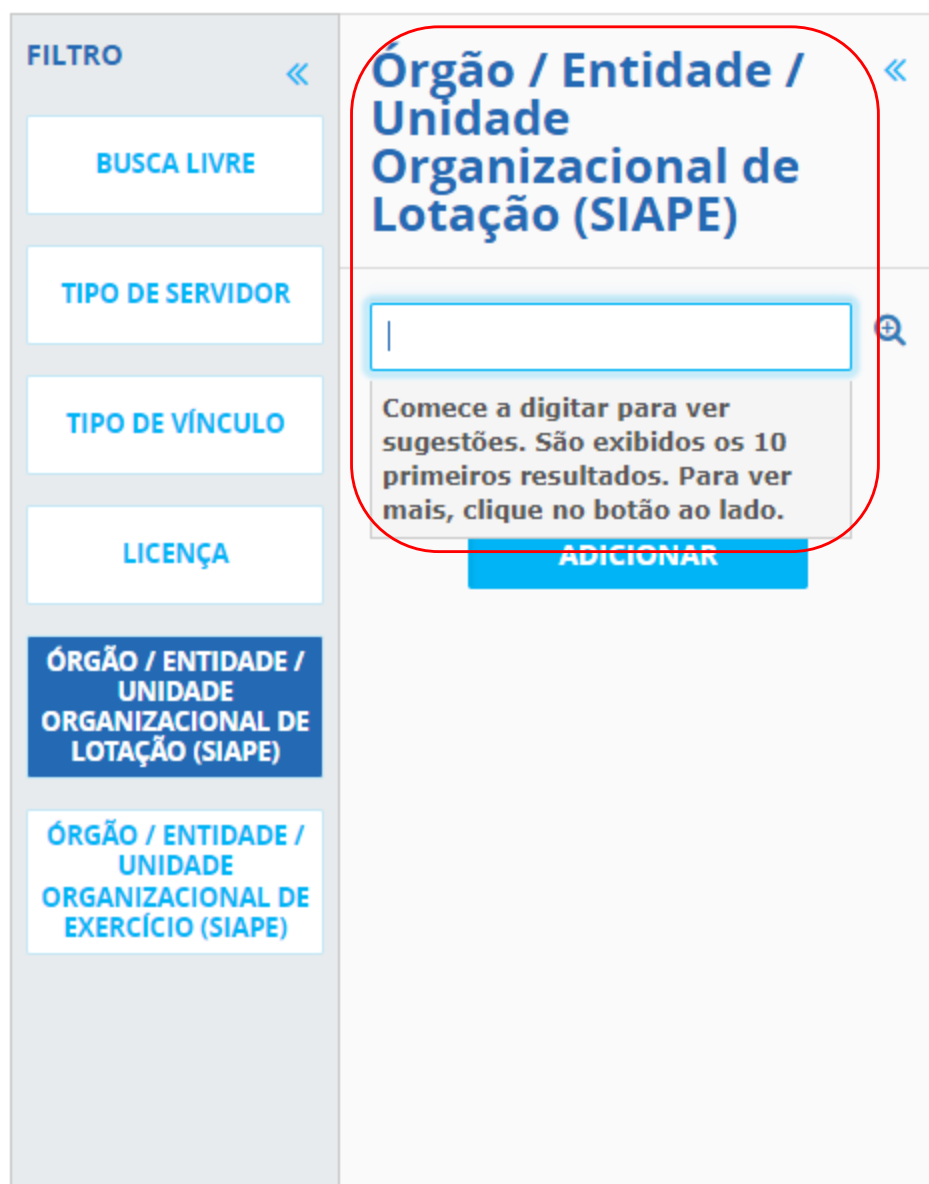 FILTRO
BUSCA LIVRE
TIPO DE SERVIDOR
TIPO DE VÍNCULO
LICENÇA
ÓRGÃO / ENTIDADE /
UNIDADE
ORGANIZACIONAL DE
LOTAÇÃO (SIAPE)
ÓRGÃO / ENTIDADE /
UNIDADE
ORGANIZACIONAL DE
EXERCÍCIO (SIAPE)
Órgão / Entidade /
Unidade
Organizacional de
Lotação (SIAPE)
Comece a digitar para ver
sugestões. São exibidos os 10
primeiros resultados. Para ver
mais, clique no botão ao lado.
ADICIONAR